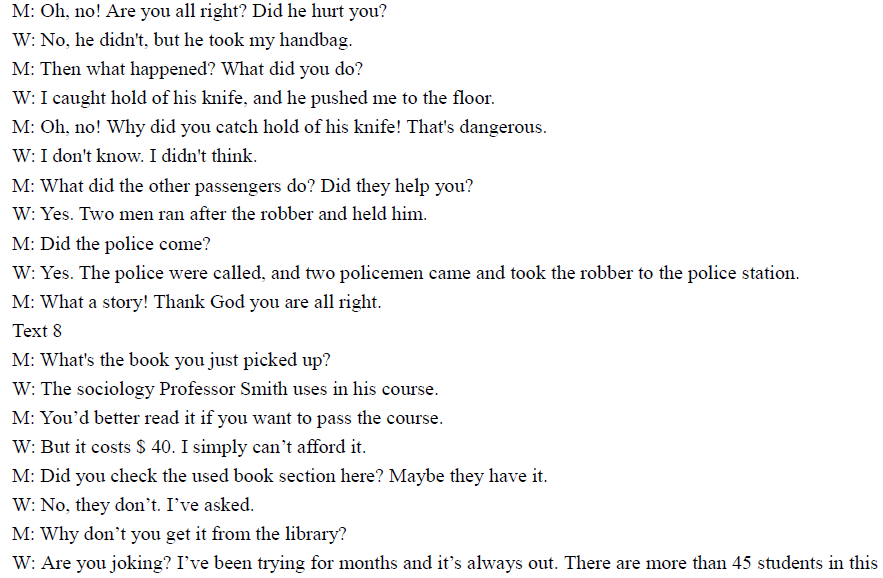 M: Oh, no! Are you all right? Did he hurt you?
W: No, he didn't, but he took my handbag.
M: Then what happened? What did you do?
W: I caught hold of his knife, and he pushed me to the floor.
M: Oh, no! Why did you catch hold of his knife! That's dangerous.
W: I don't know. I didn't think.
M: What did the other passengers do? Did they help you?
W: Yes. Two men ran after the robber and held him.
M: Did the police come?
W: Yes. The police were called, and two policemen came and took the robber to the police station.
M: What a story! Thank God you are all right.
Text 8
M: What's the book you just picked up?
W: The sociology Professor Smith uses in his course.
M: You’d better read it if you want to pass the course.
W: But it costs $ 40. I simply can’t afford it.
M: Did you check the used book section here? Maybe they have it.
W: No, they don’t. I’ve asked.
M: Why don’t you get it from the library?
W: Are you joking? I’ve been trying for months and it’s always out. There are more than 45 students in this